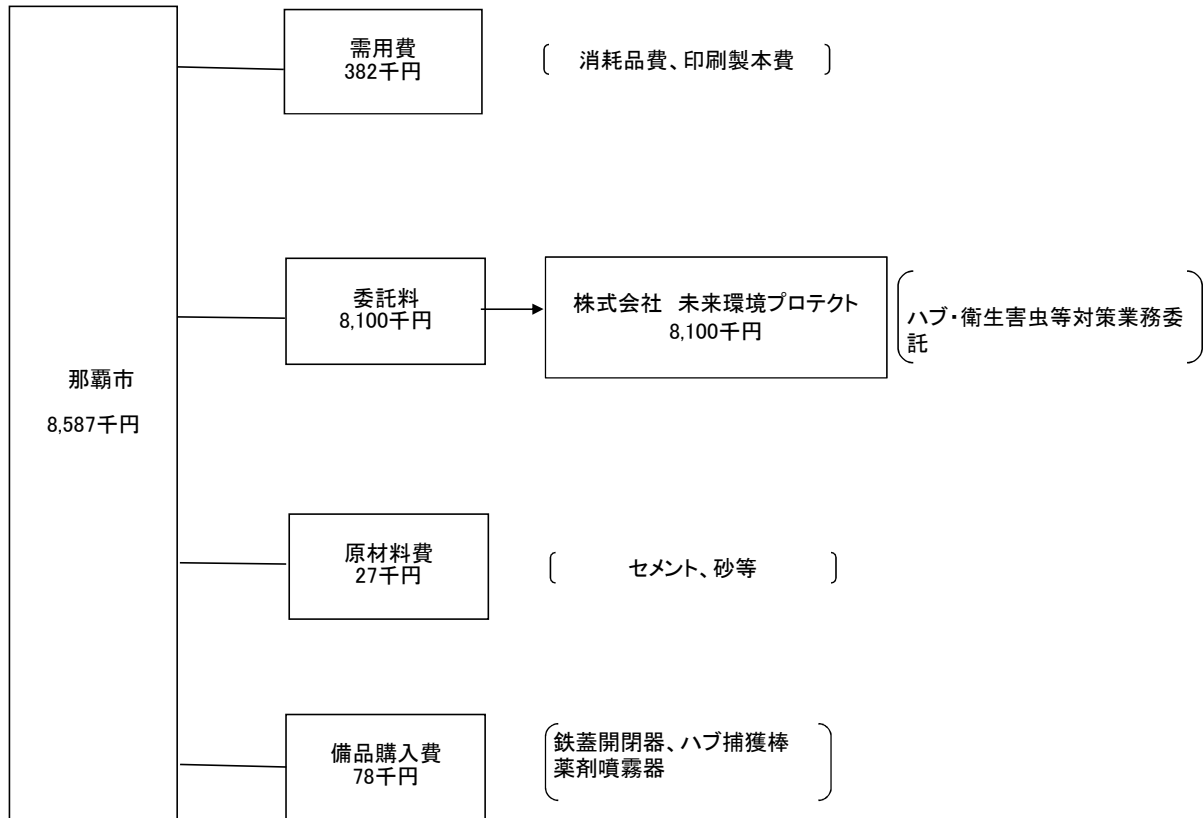 那覇市
8,587千円
需用費
382千円
消耗品費、印刷製本費
委託料
8,100千円
株式会社　未来環境プロテクト
8,100千円
ハブ・衛生害虫等対策業務委
託
原材料費
27千円
セメント、砂等
備品購入費
78千円
鉄蓋開閉器、ハブ捕獲棒
薬剤噴霧器